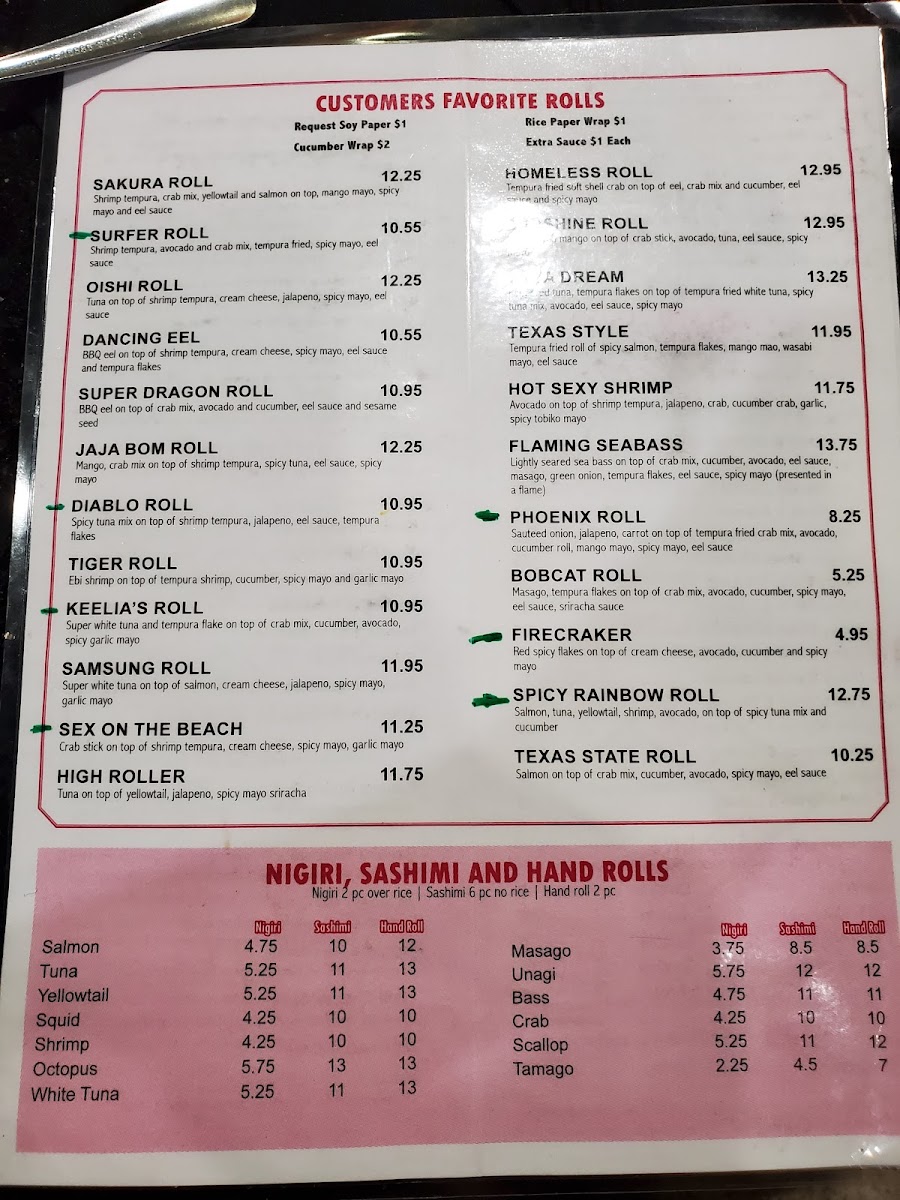 CUSTOMERS FAVORITE ROLLS
Request Soy Paper $1
Cucumber Wrap $2
Rice Paper Wrap $1
Extra Sauce $1 Each
SAKURA ROLL 12.25
Shrimp tempura, crab mix, yellowtail and salmon on top, mango mayo, spicy
mayo and eel sauce
SURFER ROLL 10.55
Shrimp tempura, avocado and crab mix, tempura fried, spicy mayo, eel
sauce
OISHI ROLL 12.25
Tuna on top of shrimp tempura, cream cheese, jalapeno, spicy mayo, eel
sauce
DANCING EEL 10.55
BBQ eel on top of shrimp tempura, cream cheese, spicy mayo, eel sauce
and tempura flakes
SUPER DRAGON ROLL 10.95
BBQ eel on top of crab mix, avocado and cucumber, eel sauce and sesame
seed
JAJA BOM ROLL 12.25
Mango, crab mix on top of shrimp tempura, spicy tuna, eel sauce, spicy
mayo
DIABLO ROLL 10.95
Spicy tuna mix on top of shrimp tempura, jalapeno, eel sauce, tempura
flakes
TIGER ROLL 10.95
Ebi shrimp on top of tempura shrimp, cucumber, spicy mayo and garlic mayo
KEELIA'S ROLL 10.95
Super white tuna and tempura flake on top of crab mix, cucumber, avocado,
spicy garlic mayo
SAMSUNG ROLL 11.95
Super white tuna on top of salmon, cream cheese, jalapeno, spicy mayo,
garlic mayo
SEX ON THE BEACH 11.25
Crab stick on top of shrimp tempura, cream cheese, spicy mayo, garlic mayo
HIGH ROLLER 11.75
Tuna on top of yellowtail, jalapeno, spicy mayo sriracha
HOMELESS ROLL 12.95
Tempura fried suft shell crab on top of eel, crab mix and cucumber, eel
sauce and spicy mayo
ROLL 12.95
mango on top of crab stick, avocado, tuna, eel sauce, spicy
DREAM 13.25
tuna, tempura flakes on top of tempura fried white tuna, spicy
tuna mix, avocado, eel sauce, spicy mayo
TEXAS STYLE 11.95
Tempura fried roll of spicy salmon, tempura flakes, mango mao, wasabi
mayo, eel sauce
HOT SEXY SHRIMP 11.75
Avocado on top of shrimp tempura, jalapeno, crab, cucumber crab, garlic,
spicy tobiko mayo
FLAMING SEABASS 13.75
Lightly seared sea bass on top of crab mix, cucumber, avocado, eel sauce,
masago, green onion, tempura flakes, eel sauce, spicy mayo (presented in
a flame)
PHOENIX ROLL 8.25
Sauteed onion, jalapeno, carrot on top of tempura fried crab mix, avocado,
cucumber roll, mango mayo, spicy mayo, eel sauce
BOBCAT ROLL 5.25
Masago, tempura flakes on top of crab mix, avocado, cucumber, spicy mayo,
eel sauce, sriracha sauce
FIRECRAKER 4.95
Red spicy flakes on top of cream cheese, avocado, cucumber and spicy
mayo
SPICY RAINBOW ROLL 12.75
Salmon, tuna, yellowtail, shrimp, avocado, on top of spicy tuna mix and
cucumber
TEXAS STATE ROLL 10.25
Salmon on top of crab mix, cucumber, avocado, spicy mayo, eel sauce
NIGIRI, SASHIMI AND HAND ROLLS
Nigiri 2 pc over rice | Sashimi 6 pc no rice | Hand roll 2 pc
Nigiri Sashimi Hand Roll
Salmon 4.75 10 12
Tuna 5.25 11 13
Yellowtail 5.25 11 13
Squid 4.25 10 10
Shrimp 4.25 10 10
Octopus 5.75 13 13
White Tuna 5.25 11 13
Nigiri Sashimi Hand Roll
Masago 3.75 8.5 8.5
Unagi 5.75 12 12
Bass 4.75 11 11
Crab 4.25 10 10
Scallop 5.25 11 12
Tamago 2.25 4.5 7